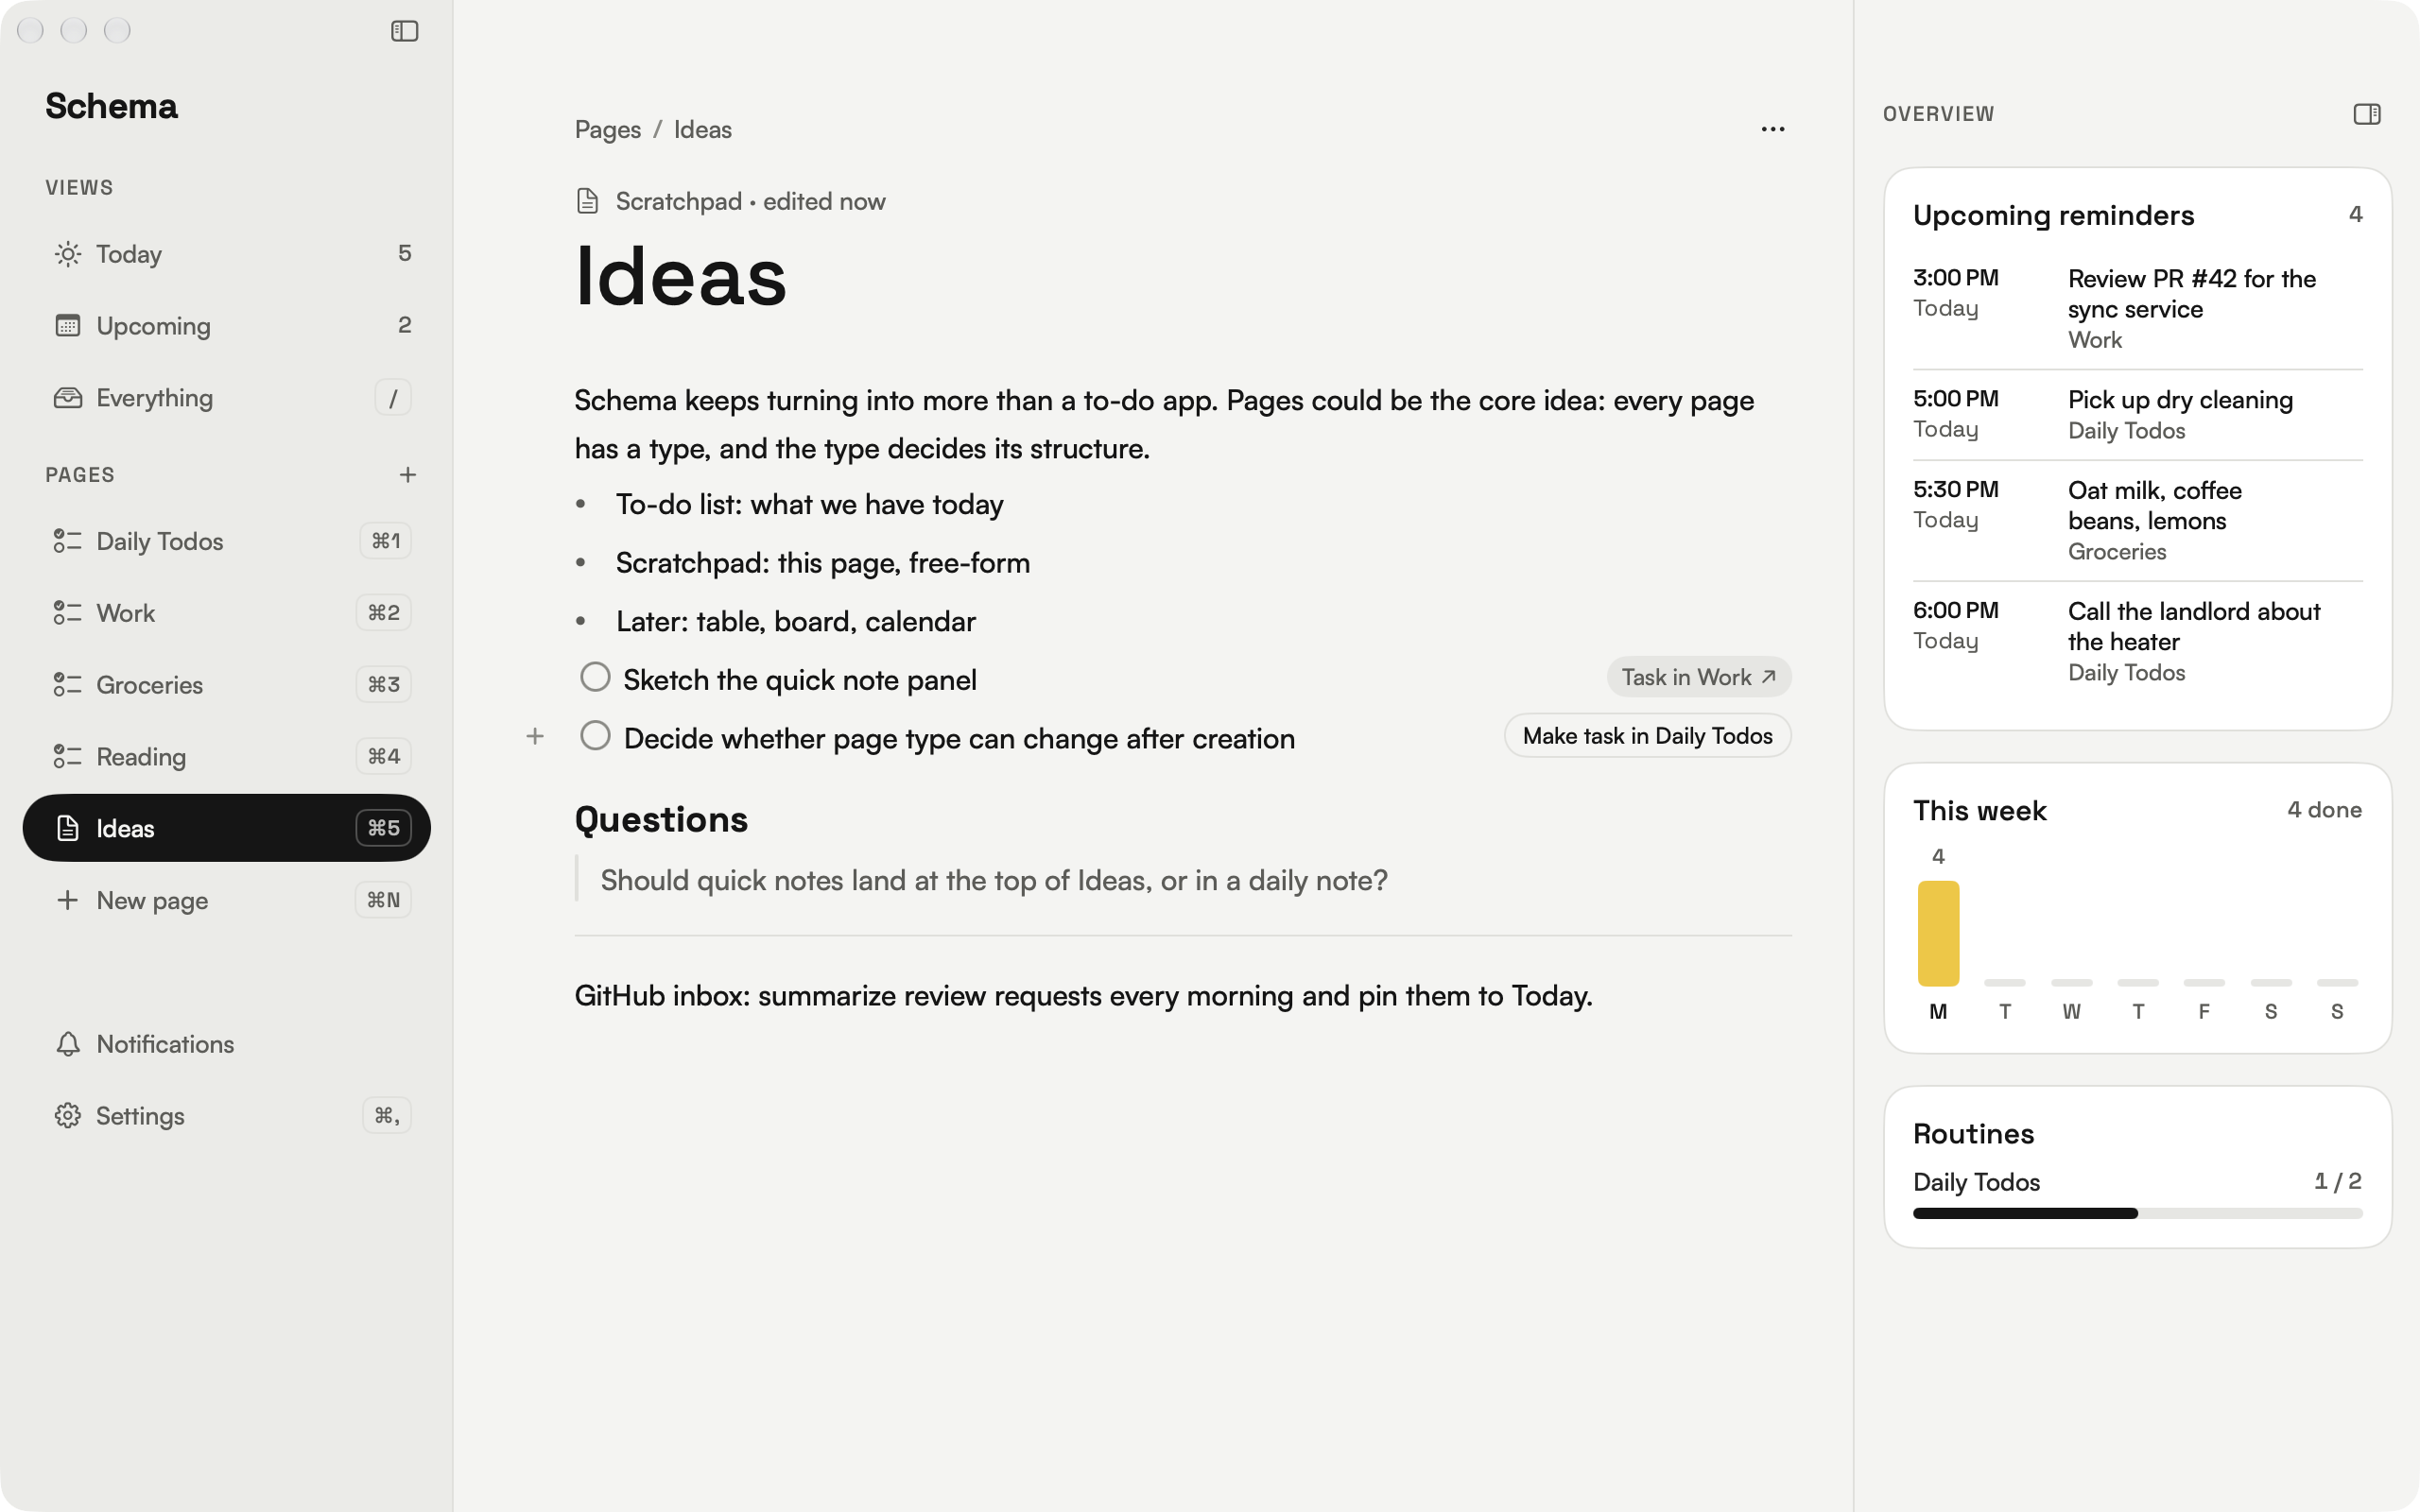 Schema
VIEWS
Today 5
Upcoming 2
Everything /
PAGES
Daily Todos ⌘1
Work ⌘2
Groceries ⌘3
Reading ⌘4
Ideas ⌘5
New page ⌘N
Notifications
Settings ⌘,
Pages / Ideas
Scratchpad · edited now
Ideas
Schema keeps turning into more than a to-do app. Pages could be the core idea: every page
has a type, and the type decides its structure.
• To-do list: what we have today
• Scratchpad: this page, free-form
• Later: table, board, calendar
Sketch the quick note panel Task in Work ↗
Decide whether page type can change after creation Make task in Daily Todos
Questions
Should quick notes land at the top of Ideas, or in a daily note?
GitHub inbox: summarize review requests every morning and pin them to Today.
OVERVIEW
Upcoming reminders 4
3:00 PM Review PR #42 for the
Today sync service
Work
5:00 PM Pick up dry cleaning
Today Daily Todos
5:30 PM Oat milk, coffee
Today beans, lemons
Groceries
6:00 PM Call the landlord about
Today the heater
Daily Todos
This week 4 done
4
M T W T F S S
Routines
Daily Todos 1 / 2